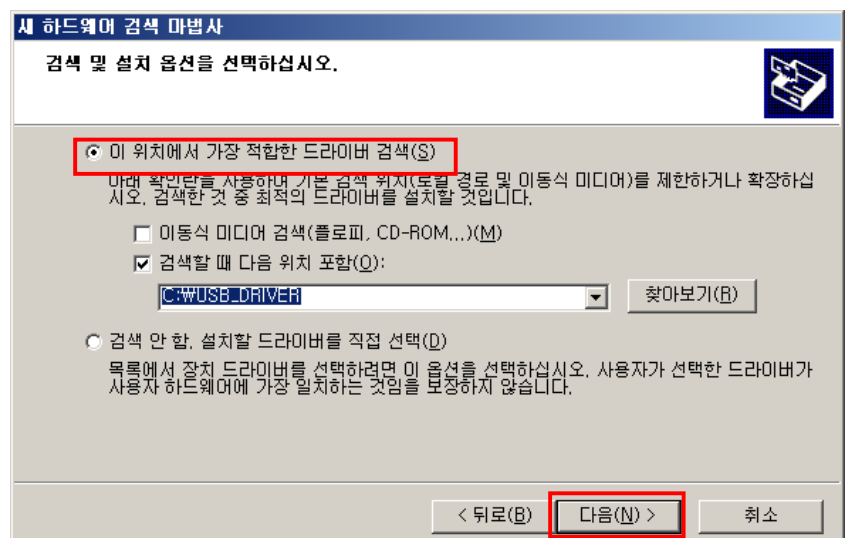 새 하드웨어 검색 마법사
검색 및 설치 옵션을 선택하십시오.
이 위치에서 가장 적합한 드라이버 검색(S)
아래 확인란을 사용하여 기본 검색 위치(로컬 경로 및 이동식 미디어)를 제한하거나 확장하십
시오. 검색한 것 중 최적의 드라이버를 설치할 것입니다.
이동식 미디어 검색(플로피, CD-ROM...)(M)
검색할 때 다음 위치 포함(O):
C:₩USB_DRIVER
찾아보기(R)
검색 안 함. 설치할 드라이버를 직접 선택(D)
목록에서 장치 드라이버를 선택하려면 이 옵션을 선택하십시오. 사용자가 선택한 드라이버가
사용자 하드웨어에 가장 일치하는 것임을 보장하지 않습니다.
< 뒤로(B)
다음(N) >
취소